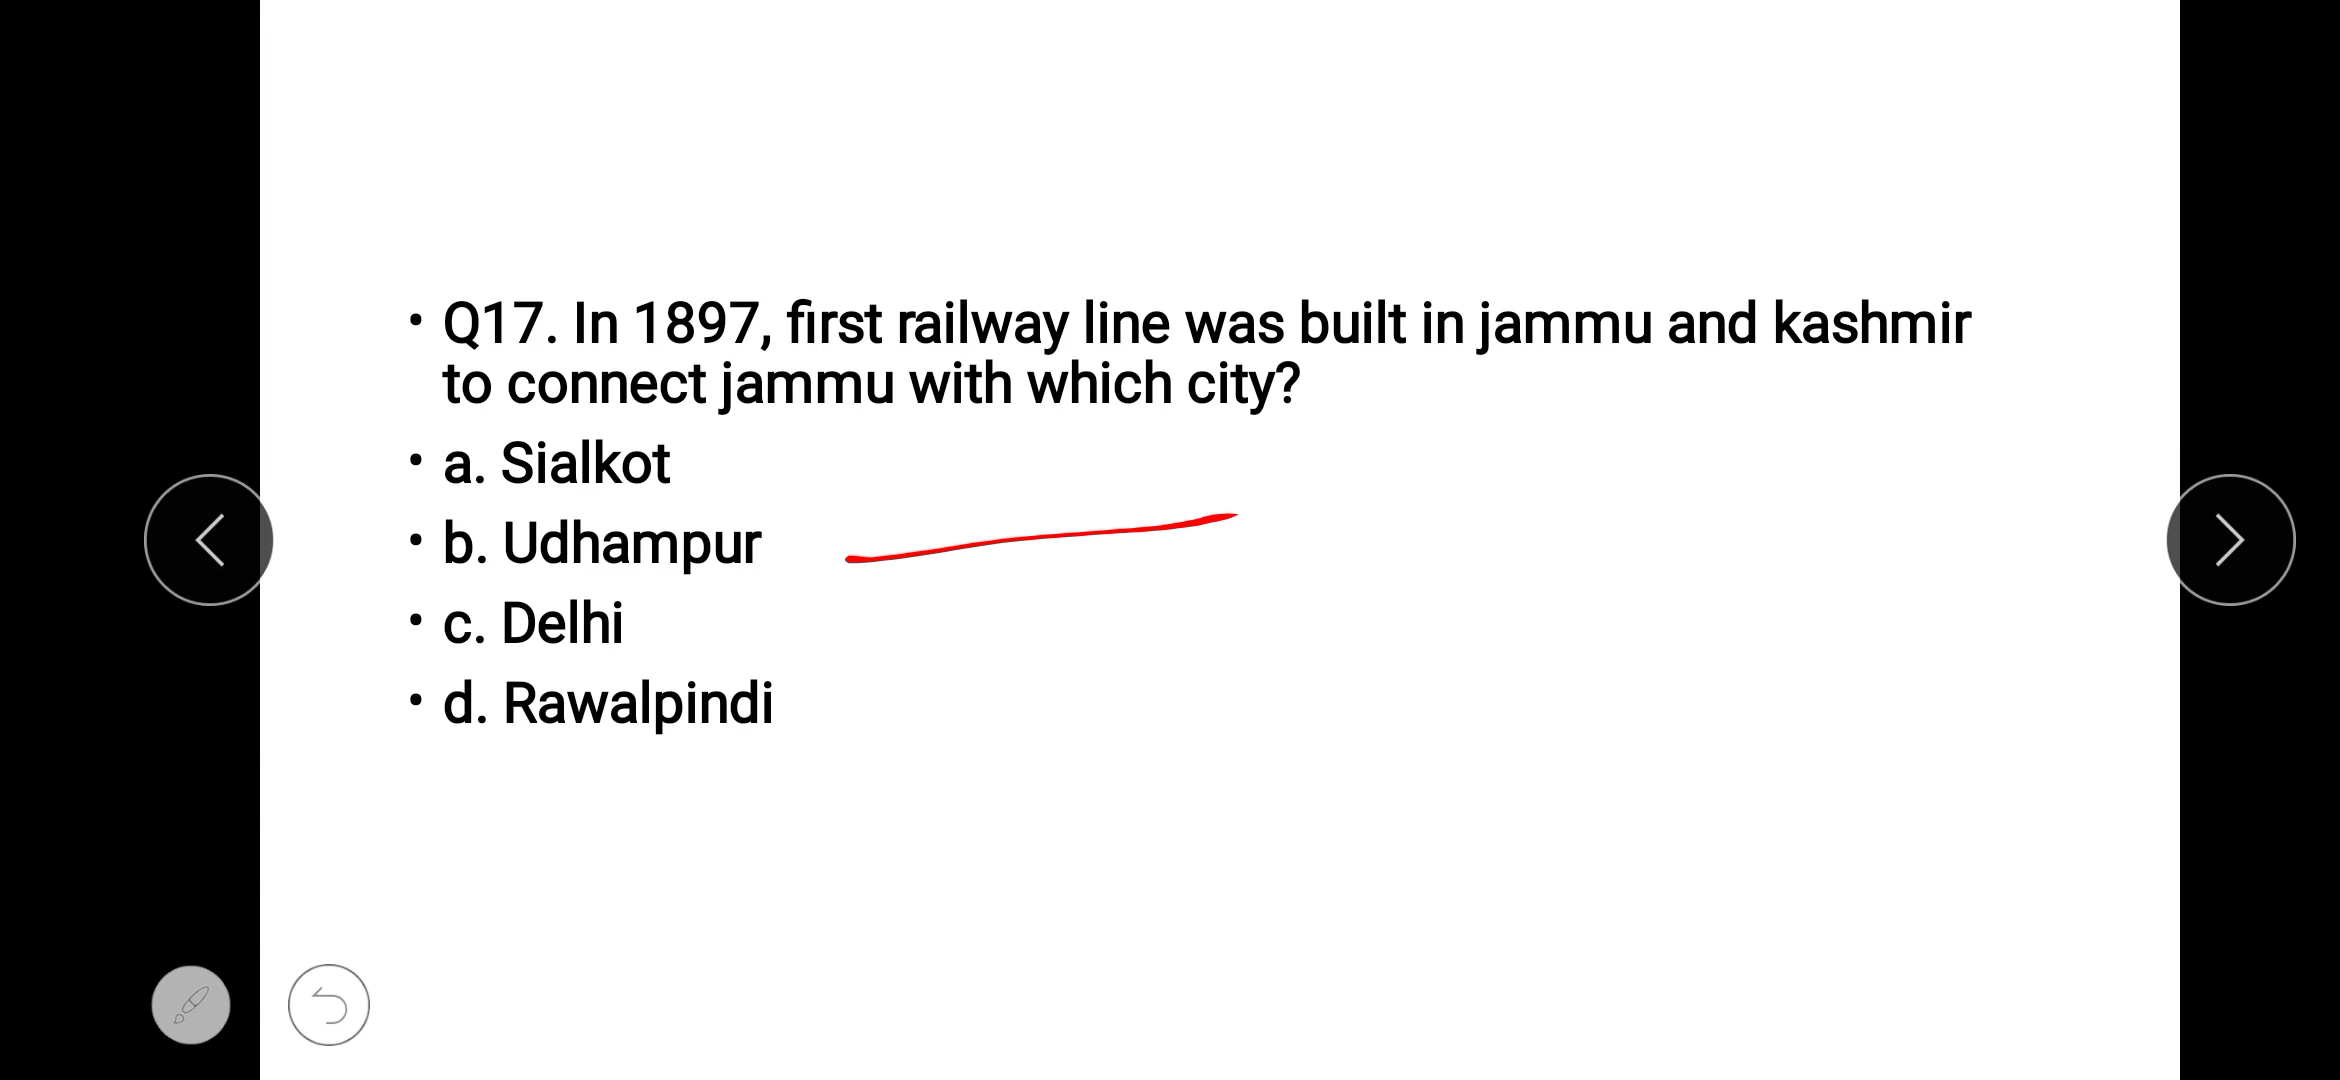 • Q17. In 1897, first railway line was built in jammu and kashmir
to connect jammu with which city?
• a. Sialkot
• b. Udhampur
• c. Delhi
• d. Rawalpindi